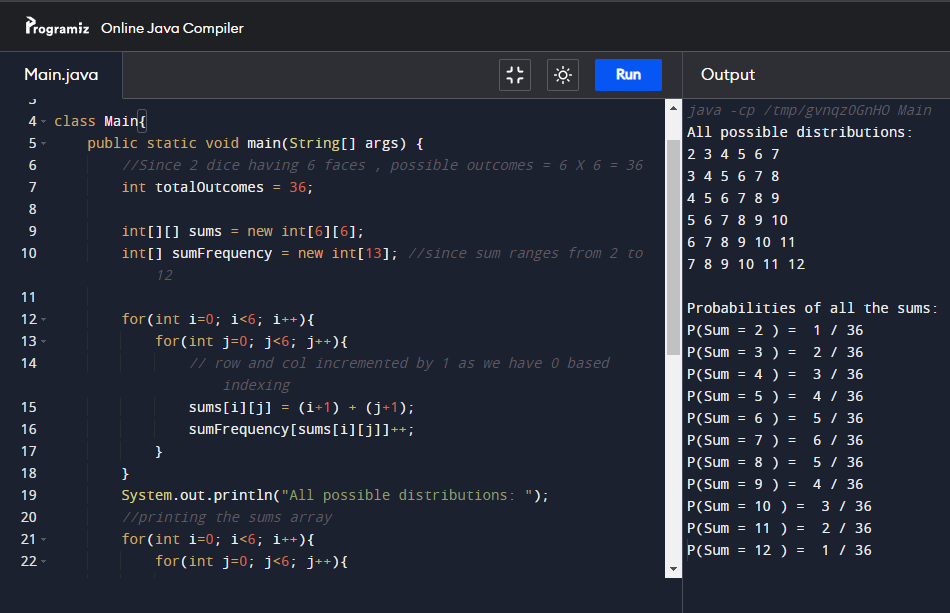 Programiz Online Java Compiler
Main.java
Run
Output
3
4 class Main{
5 public static void main(String[] args) {
6 //Since 2 dice having 6 faces , possible outcomes = 6 X 6 = 36
7 int totalOutcomes = 36;
8
9 int[][] sums = new int[6][6];
10 int[] sumFrequency = new int[13]; //since sum ranges from 2 to
12
11
12 for(int i=0; i<6; i++){
13 for(int j=0; j<6; j++){
14 // row and col incremented by 1 as we have 0 based
indexing
15 sums[i][j] = (i+1) + (j+1);
16 sumFrequency[sums[i][j]]++;
17 }
18 }
19 System.out.println("All possible distributions: ");
20 //printing the sums array
21 for(int i=0; i<6; i++){
22 for(int j=0; j<6; j++){
java -cp /tmp/gvnqz0GnHO Main
All possible distributions:
2 3 4 5 6 7
3 4 5 6 7 8
4 5 6 7 8 9
5 6 7 8 9 10
6 7 8 9 10 11
7 8 9 10 11 12
Probabilities of all the sums:
P(Sum = 2 ) =  1 / 36
P(Sum = 3 ) =  2 / 36
P(Sum = 4 ) =  3 / 36
P(Sum = 5 ) =  4 / 36
P(Sum = 6 ) =  5 / 36
P(Sum = 7 ) =  6 / 36
P(Sum = 8 ) =  5 / 36
P(Sum = 9 ) =  4 / 36
P(Sum = 10 ) =  3 / 36
P(Sum = 11 ) =  2 / 36
P(Sum = 12 ) =  1 / 36